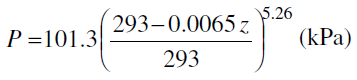 P =101.3(293−0.0065 z / 293)^5.26 (kPa)